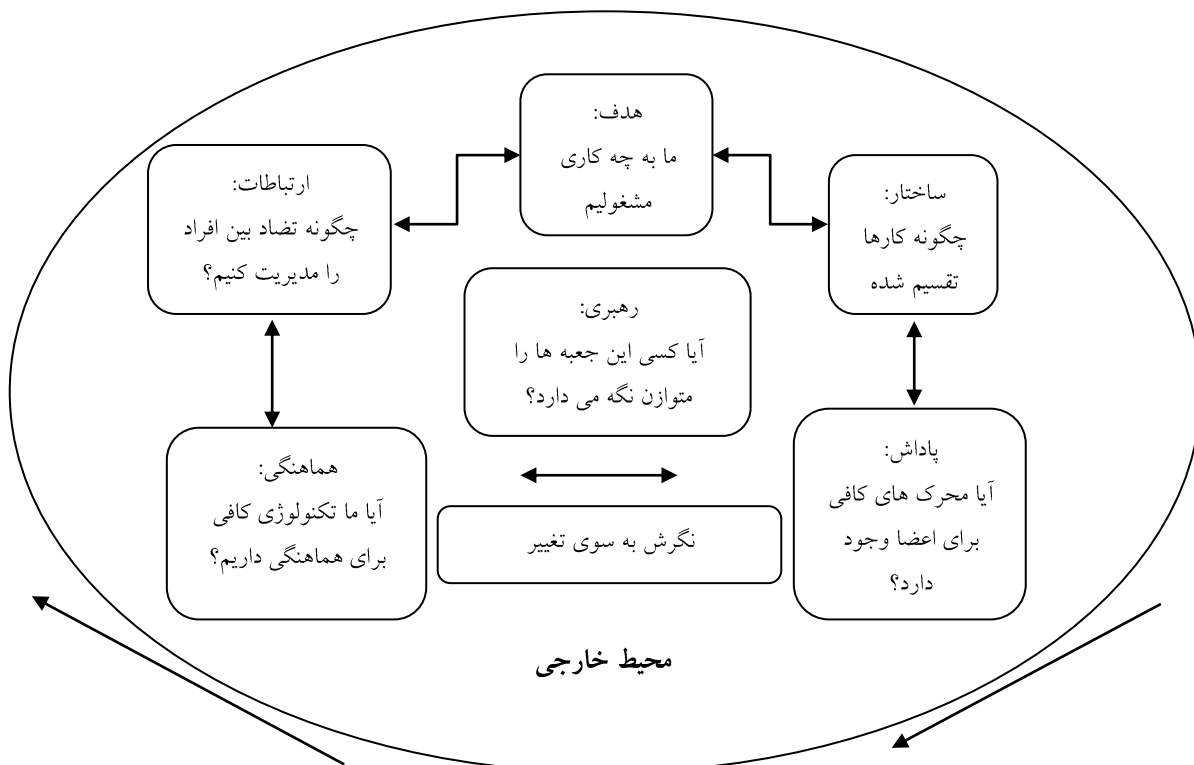 هدف:
ما به چه کاری
مشغولیم
ارتباطات:
چگونه تضاد بین افراد
را مدیریت کنیم؟
ساختار:
چگونه کارها
تقسیم شده
رهبری:
آیا کسی این جعبه ها را
متوازن نگه می دارد؟
هماهنگی:
آیا ما تکنولوژی کافی
برای هماهنگی داریم؟
پاداش:
آیا محرک های کافی
برای اعضا وجود
دارد؟
نگرش به سوی تغییر
محیط خارجی